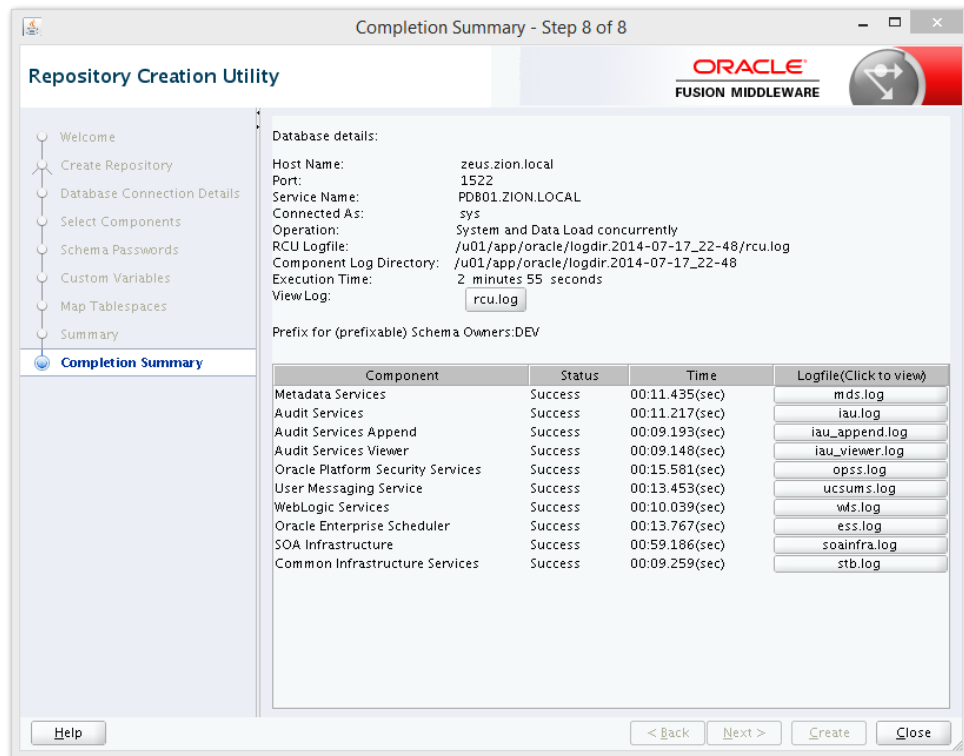 Completion Summary - Step 8 of 8
Repository Creation Utility
ORACLE
FUSION MIDDLEWARE
Welcome
Create Repository
Database Connection Details
Select Components
Schema Passwords
Custom Variables
Map Tablespaces
Summary
Completion Summary
Database details:
Host Name: zeus.zion.local
Port: 1522
Service Name: PDB01.ZION.LOCAL
Connected As: sys
Operation: System and Data Load concurrently
RCU Logfile: /u01/app/oracle/logdir.2014-07-17_22-48/rcu.log
Component Log Directory: /u01/app/oracle/logdir.2014-07-17_22-48
Execution Time: 2 minutes 55 seconds
View Log: rcu.log
Prefix for (prefixable) Schema Owners:DEV
Component Status Time Logfile(Click to view)
Metadata Services Success 00:11.435(sec) mds.log
Audit Services Success 00:11.217(sec) iau.log
Audit Services Append Success 00:09.193(sec) iau_append.log
Audit Services Viewer Success 00:09.148(sec) iau_viewer.log
Oracle Platform Security Services Success 00:15.581(sec) opss.log
User Messaging Service Success 00:13.453(sec) ucsums.log
WebLogic Services Success 00:10.039(sec) wls.log
Oracle Enterprise Scheduler Success 00:13.767(sec) ess.log
SOA Infrastructure Success 00:59.186(sec) soainfra.log
Common Infrastructure Services Success 00:09.259(sec) stb.log
Help < Back Next > Create Close